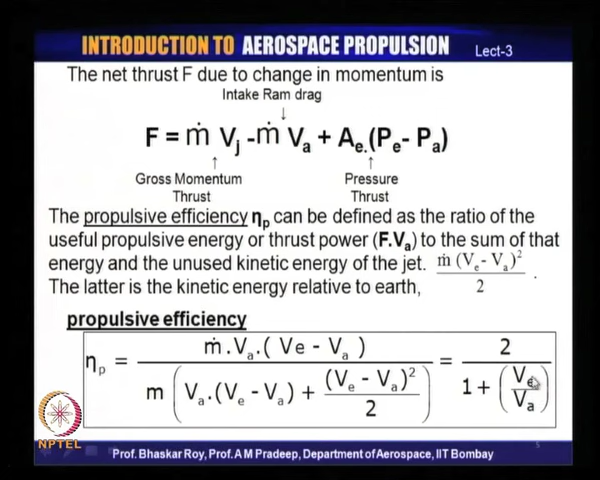 INTRODUCTION TO AEROSPACE PROPULSION Lect-3
The net thrust F due to change in momentum is
Intake Ram drag
↓
F = ṁ Vⱼ -ṁ Vₐ + Aₑ.(Pₑ- Pₐ)
↑ ↑
Gross Momentum Pressure
Thrust Thrust
The propulsive efficiency ηₚ can be defined as the ratio of the
useful propulsive energy or thrust power (F.Vₐ) to the sum of that
energy and the unused kinetic energy of the jet. ṁ (Vₑ - Vₐ)² / 2 .
The latter is the kinetic energy relative to earth,
propulsive efficiency
ηₚ = ṁ.Vₐ.( Ve - Vₐ ) / m ( Vₐ.(Vₑ - Vₐ) + (Vₑ - Vₐ)² / 2 ) = 2 / 1 + ( Vₑ / Vₐ )
NPTEL
5
Prof. Bhaskar Roy, Prof. A M Pradeep, Department of Aerospace, IIT Bombay